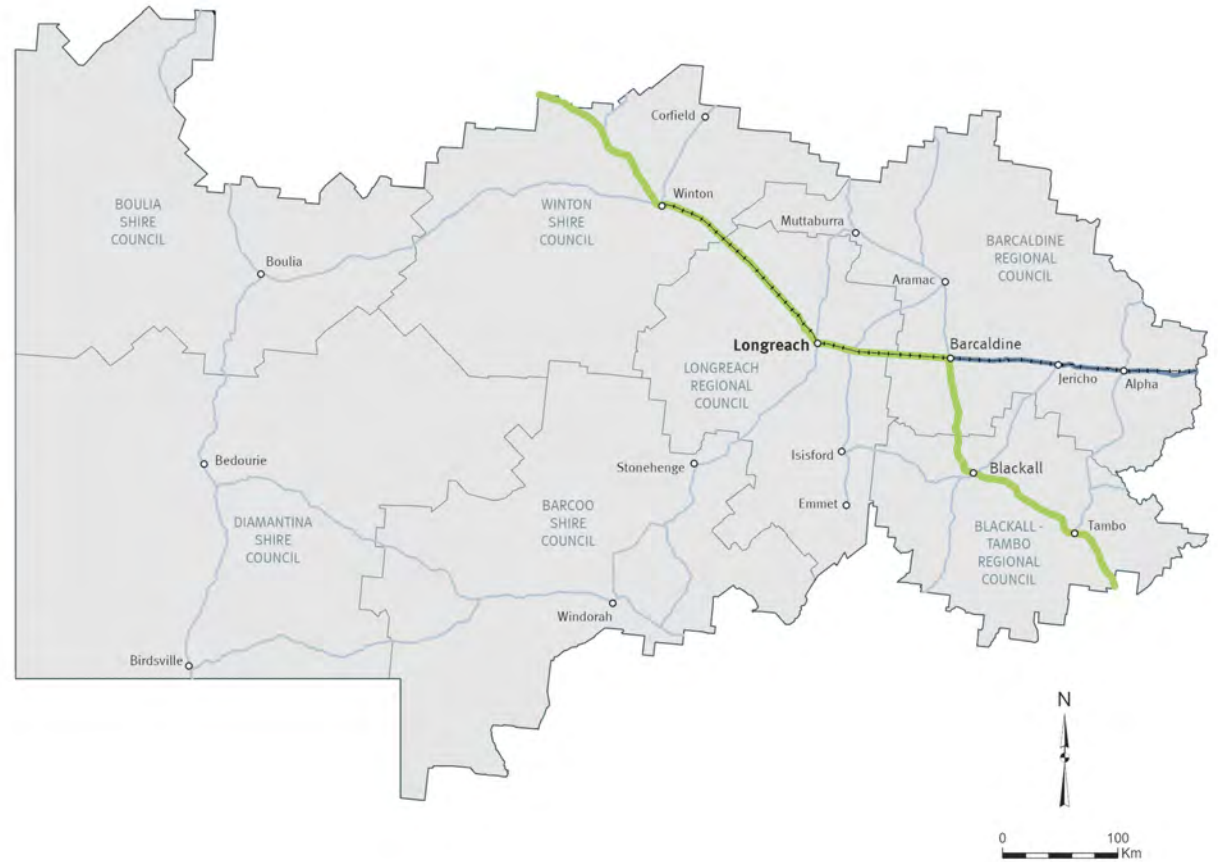 Corfield
Winton
BOULIA
SHIRE
COUNCIL
WINTON
SHIRE
COUNCIL
Muttaburra
BARCALDINE
REGIONAL
COUNCIL
Boulia
Aramac
Longreach
Barcaldine
LONGREACH
REGIONAL
COUNCIL
Jericho
Alpha
Bedourie
Stonehenge
Isisford
Blackall
Emmet
BARCOO
SHIRE
COUNCIL
DIAMANTINA
SHIRE
COUNCIL
BLACKALL -
TAMBO
REGIONAL
COUNCIL
Tambo
Windorah
Birdsville
N
0 100
Km